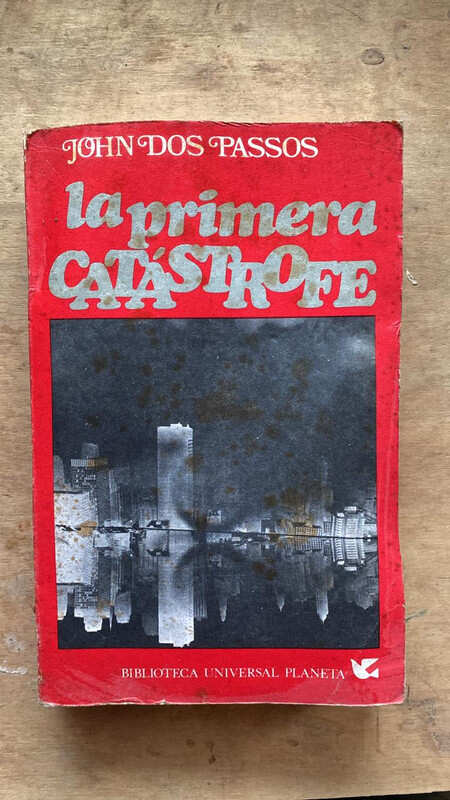 JOHN DOS PASSOS
la primera
CATÁSTROFE
BIBLIOTECA UNIVERSAL PLANETA